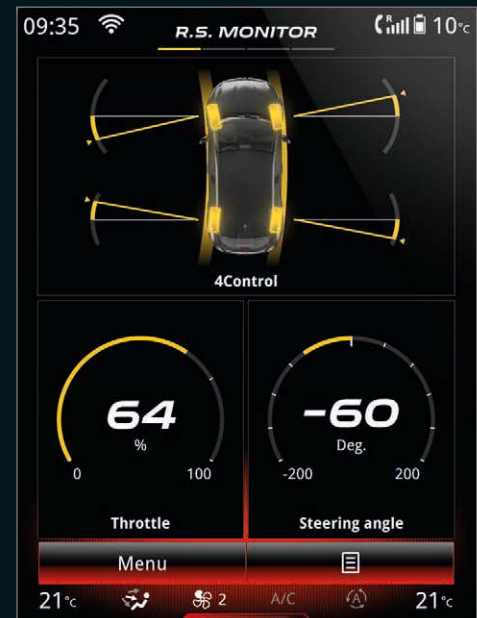 09:35 R.S. MONITOR 10°C
4Control
64 -60
% Deg.
0 100 -200 200
Throttle Steering angle
Menu
21°C 2 A/C A 21°C